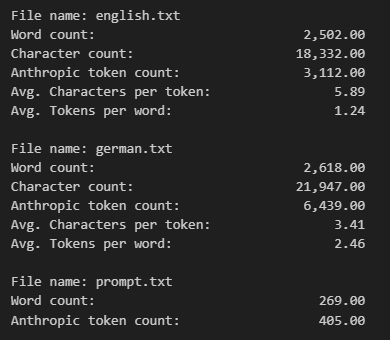 File name: english.txt
Word count: 2,502.00
Character count: 18,332.00
Anthropic token count: 3,112.00
Avg. Characters per token: 5.89
Avg. Tokens per word: 1.24
File name: german.txt
Word count: 2,618.00
Character count: 21,947.00
Anthropic token count: 6,439.00
Avg. Characters per token: 3.41
Avg. Tokens per word: 2.46
File name: prompt.txt
Word count: 269.00
Anthropic token count: 405.00